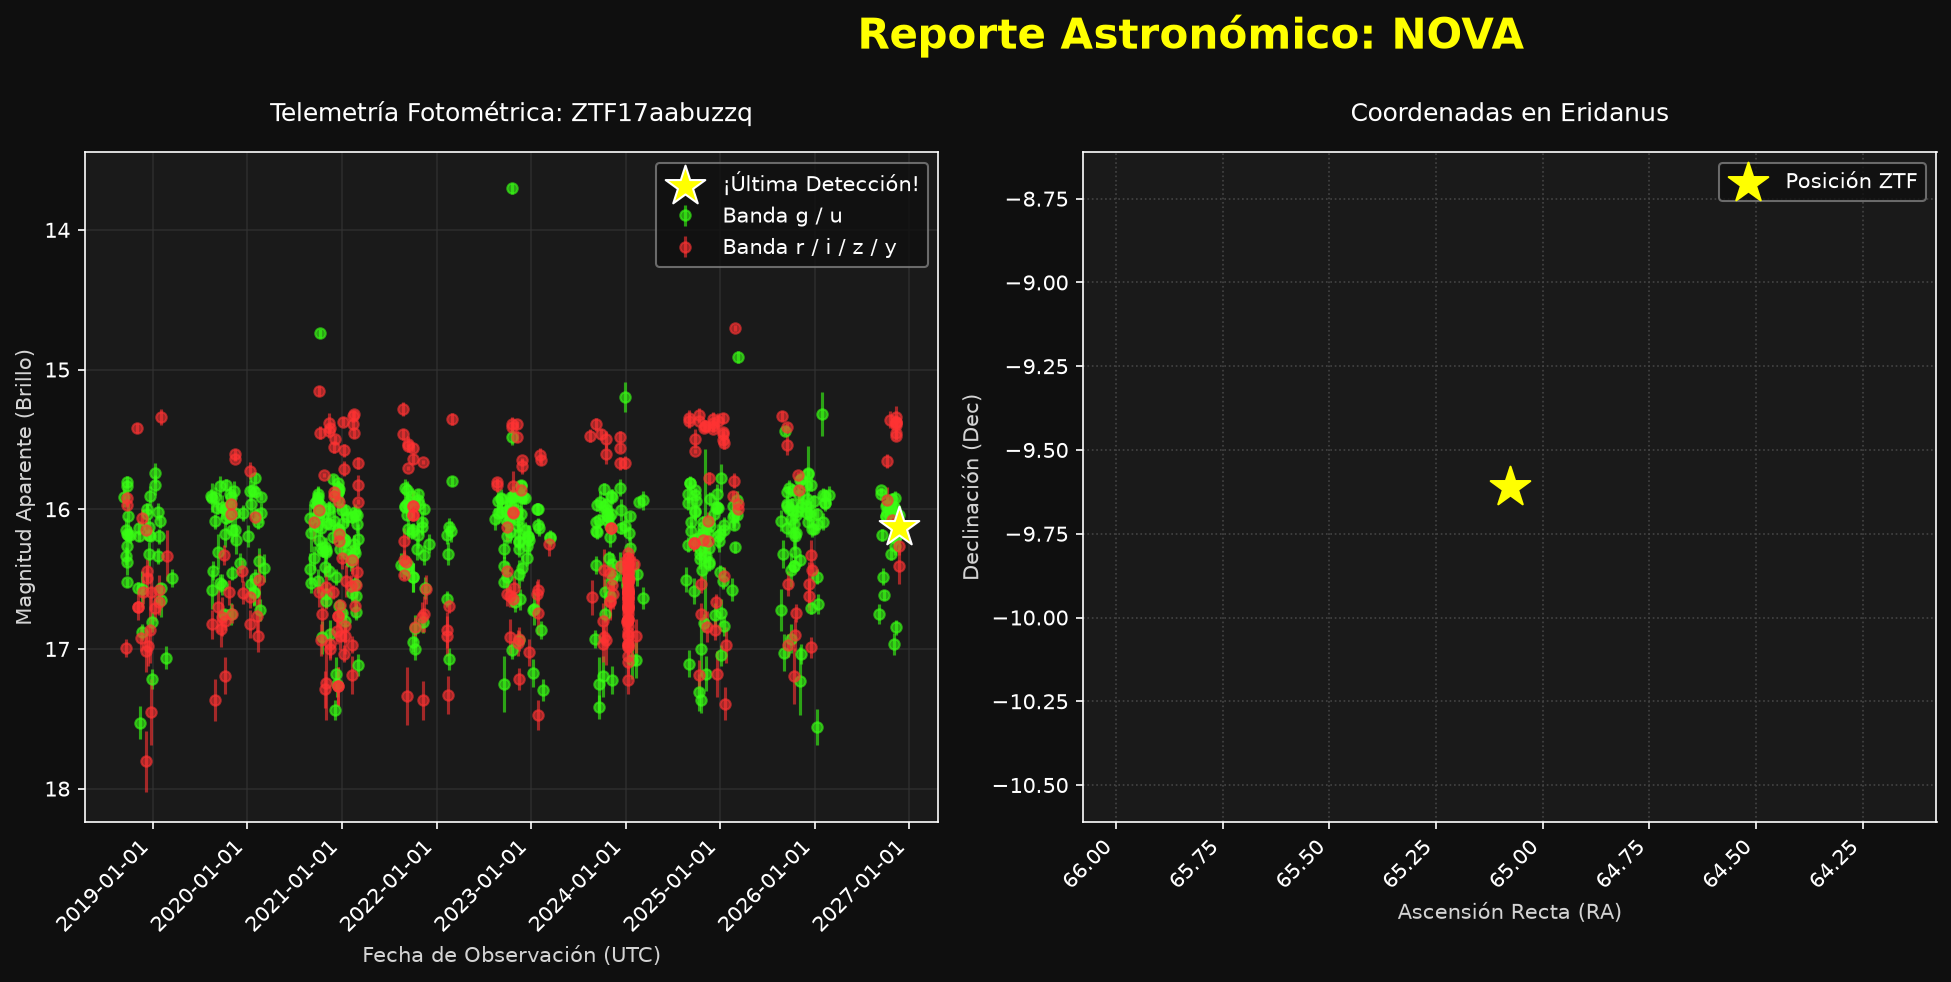 Reporte Astronómico: NOVA
Telemetría Fotométrica: ZTF17aabuzzq
Magnitud Aparente (Brillo)
14
15
16
17
18
¡Última Detección!
Banda g / u
Banda r / i / z / y
2019-01-01
2020-01-01
2021-01-01
2022-01-01
2023-01-01
2024-01-01
2025-01-01
2026-01-01
2027-01-01
Fecha de Observación (UTC)
Coordenadas en Eridanus
Declinación (Dec)
−8.75
−9.00
−9.25
−9.50
−9.75
−10.00
−10.25
−10.50
Posición ZTF
66.00
65.75
65.50
65.25
65.00
64.75
64.50
64.25
Ascensión Recta (RA)